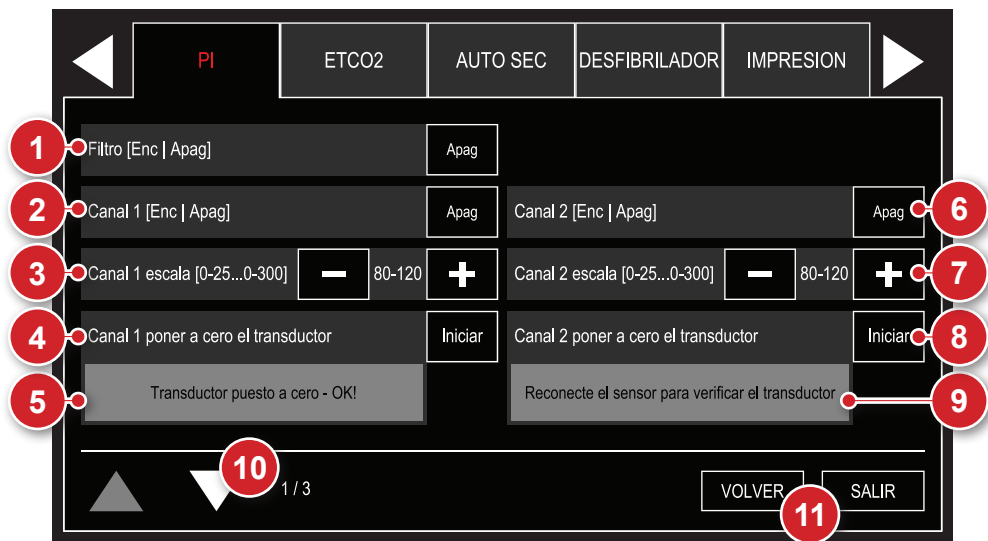 PI
ETCO2
AUTO SEC
DESFIBRILADOR
IMPRESION
1
Filtro [Enc | Apag]
Apag
2
Canal 1 [Enc | Apag]
Apag
Canal 2 [Enc | Apag]
Apag
6
3
Canal 1 escala [0-25...0-300]
80-120
Canal 2 escala [0-25...0-300]
80-120
7
4
Canal 1 poner a cero el transductor
Iniciar
Canal 2 poner a cero el transductor
Iniciar
8
5
Transductor puesto a cero - OK!
Reconecte el sensor para verificar el transductor
9
10
1 / 3
VOLVER
11
SALIR